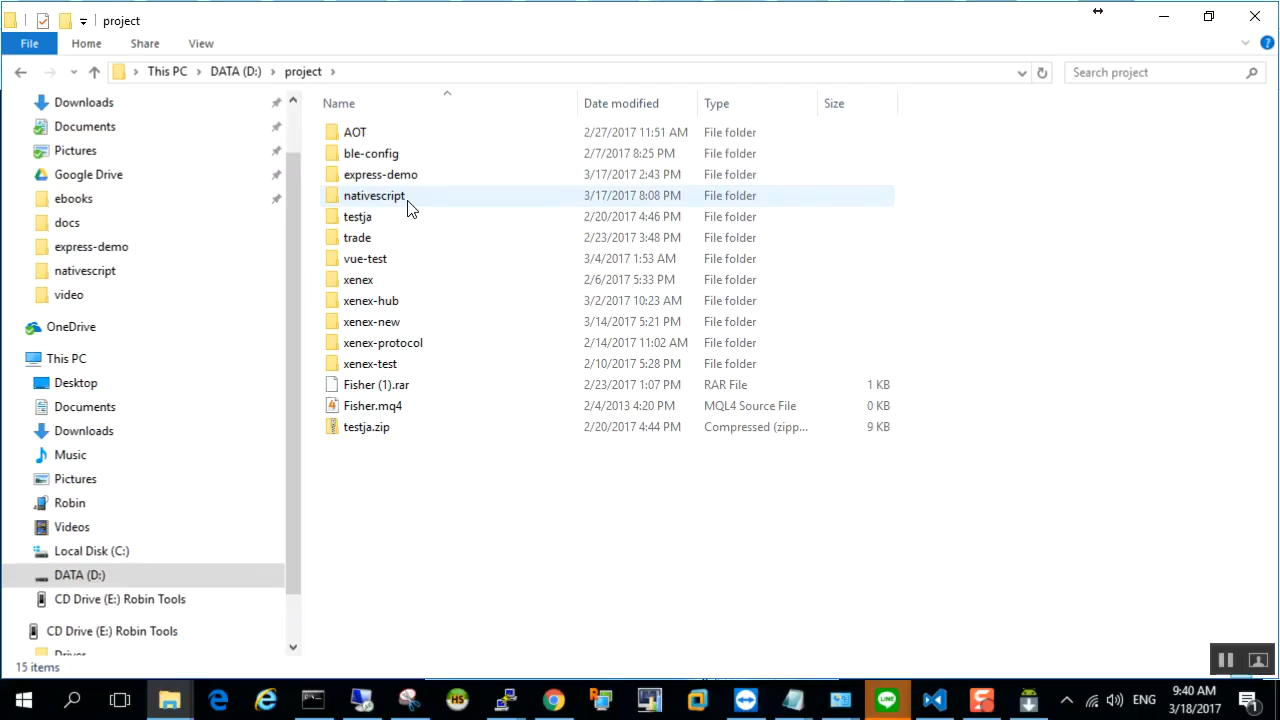 project
File Home Share View
This PC DATA (D:) project
Search project
Downloads
Documents
Pictures
Google Drive
ebooks
docs
express-demo
nativescript
video
OneDrive
This PC
Desktop
Documents
Downloads
Music
Pictures
Robin
Videos
Local Disk (C:)
DATA (D:)
CD Drive (E:) Robin Tools
CD Drive (E:) Robin Tools
Driver
Name Date modified Type Size
AOT 2/27/2017 11:51 AM File folder
ble-config 2/7/2017 8:25 PM File folder
express-demo 3/17/2017 2:43 PM File folder
nativescript 3/17/2017 8:08 PM File folder
testja 2/20/2017 4:46 PM File folder
trade 2/23/2017 3:48 PM File folder
vue-test 3/4/2017 1:53 AM File folder
xenex 2/6/2017 5:33 PM File folder
xenex-hub 3/2/2017 10:23 AM File folder
xenex-new 3/14/2017 5:21 PM File folder
xenex-protocol 2/14/2017 11:02 AM File folder
xenex-test 2/10/2017 5:28 PM File folder
Fisher (1).rar 2/23/2017 1:07 PM RAR File 1 KB
Fisher.mq4 2/4/2013 4:20 PM MQL4 Source File 0 KB
testja.zip 2/20/2017 4:44 PM Compressed (zipp... 9 KB
15 items
HS
LINE
ENG
9:40 AM
3/18/2017
1